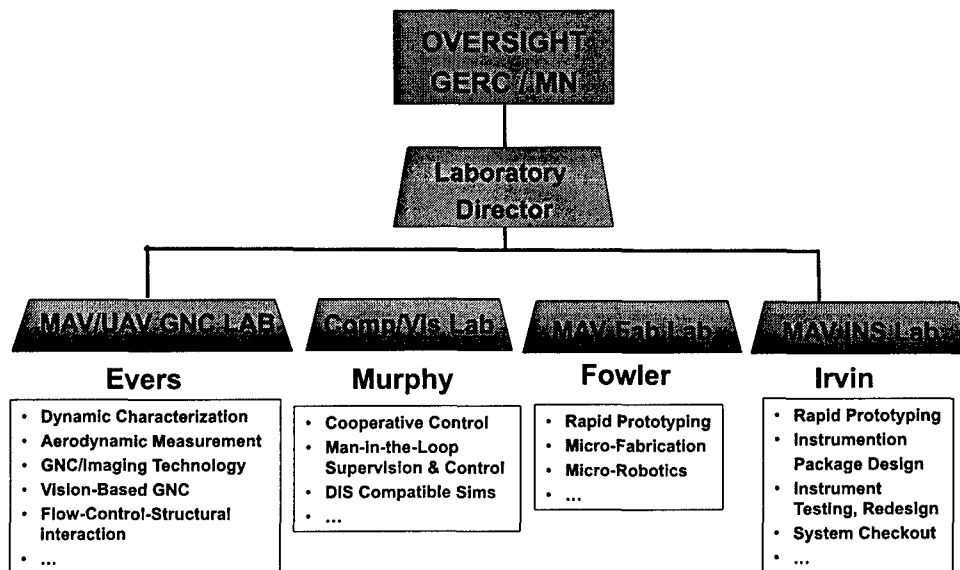 OVERSIGHT
GERC / MN
Laboratory
Director
MAV/UAV GNC LAB
Comp/Vis Lab
MAV Fab Lab
MAV INS Lab
Evers
Murphy
Fowler
Irvin
• Dynamic Characterization
• Aerodynamic Measurement
• GNC/Imaging Technology
• Vision-Based GNC
• Flow-Control-Structural
interaction
• ...
• Cooperative Control
• Man-in-the-Loop
Supervision & Control
• DIS Compatible Sims
• ...
• Rapid Prototyping
• Micro-Fabrication
• Micro-Robotics
• ...
• Rapid Prototyping
• Instrumention
Package Design
• Instrument
Testing, Redesign
• System Checkout
• ...